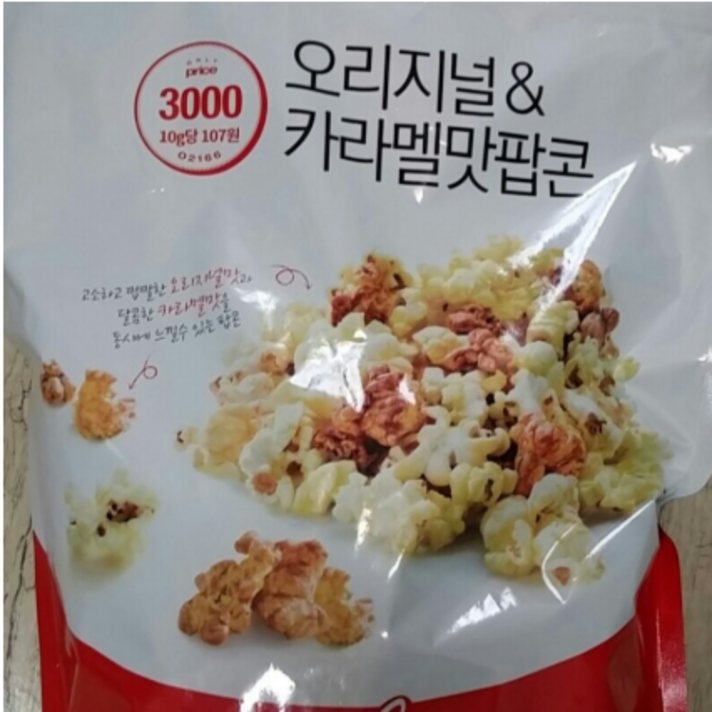 ONLY
price
3000
10g당 107원
02166
오리지널&
카라멜맛팝콘
고소하고 짭짤한 오리지널맛과
달콤한 카라멜맛을
동시에 느낄수 있는 팝콘